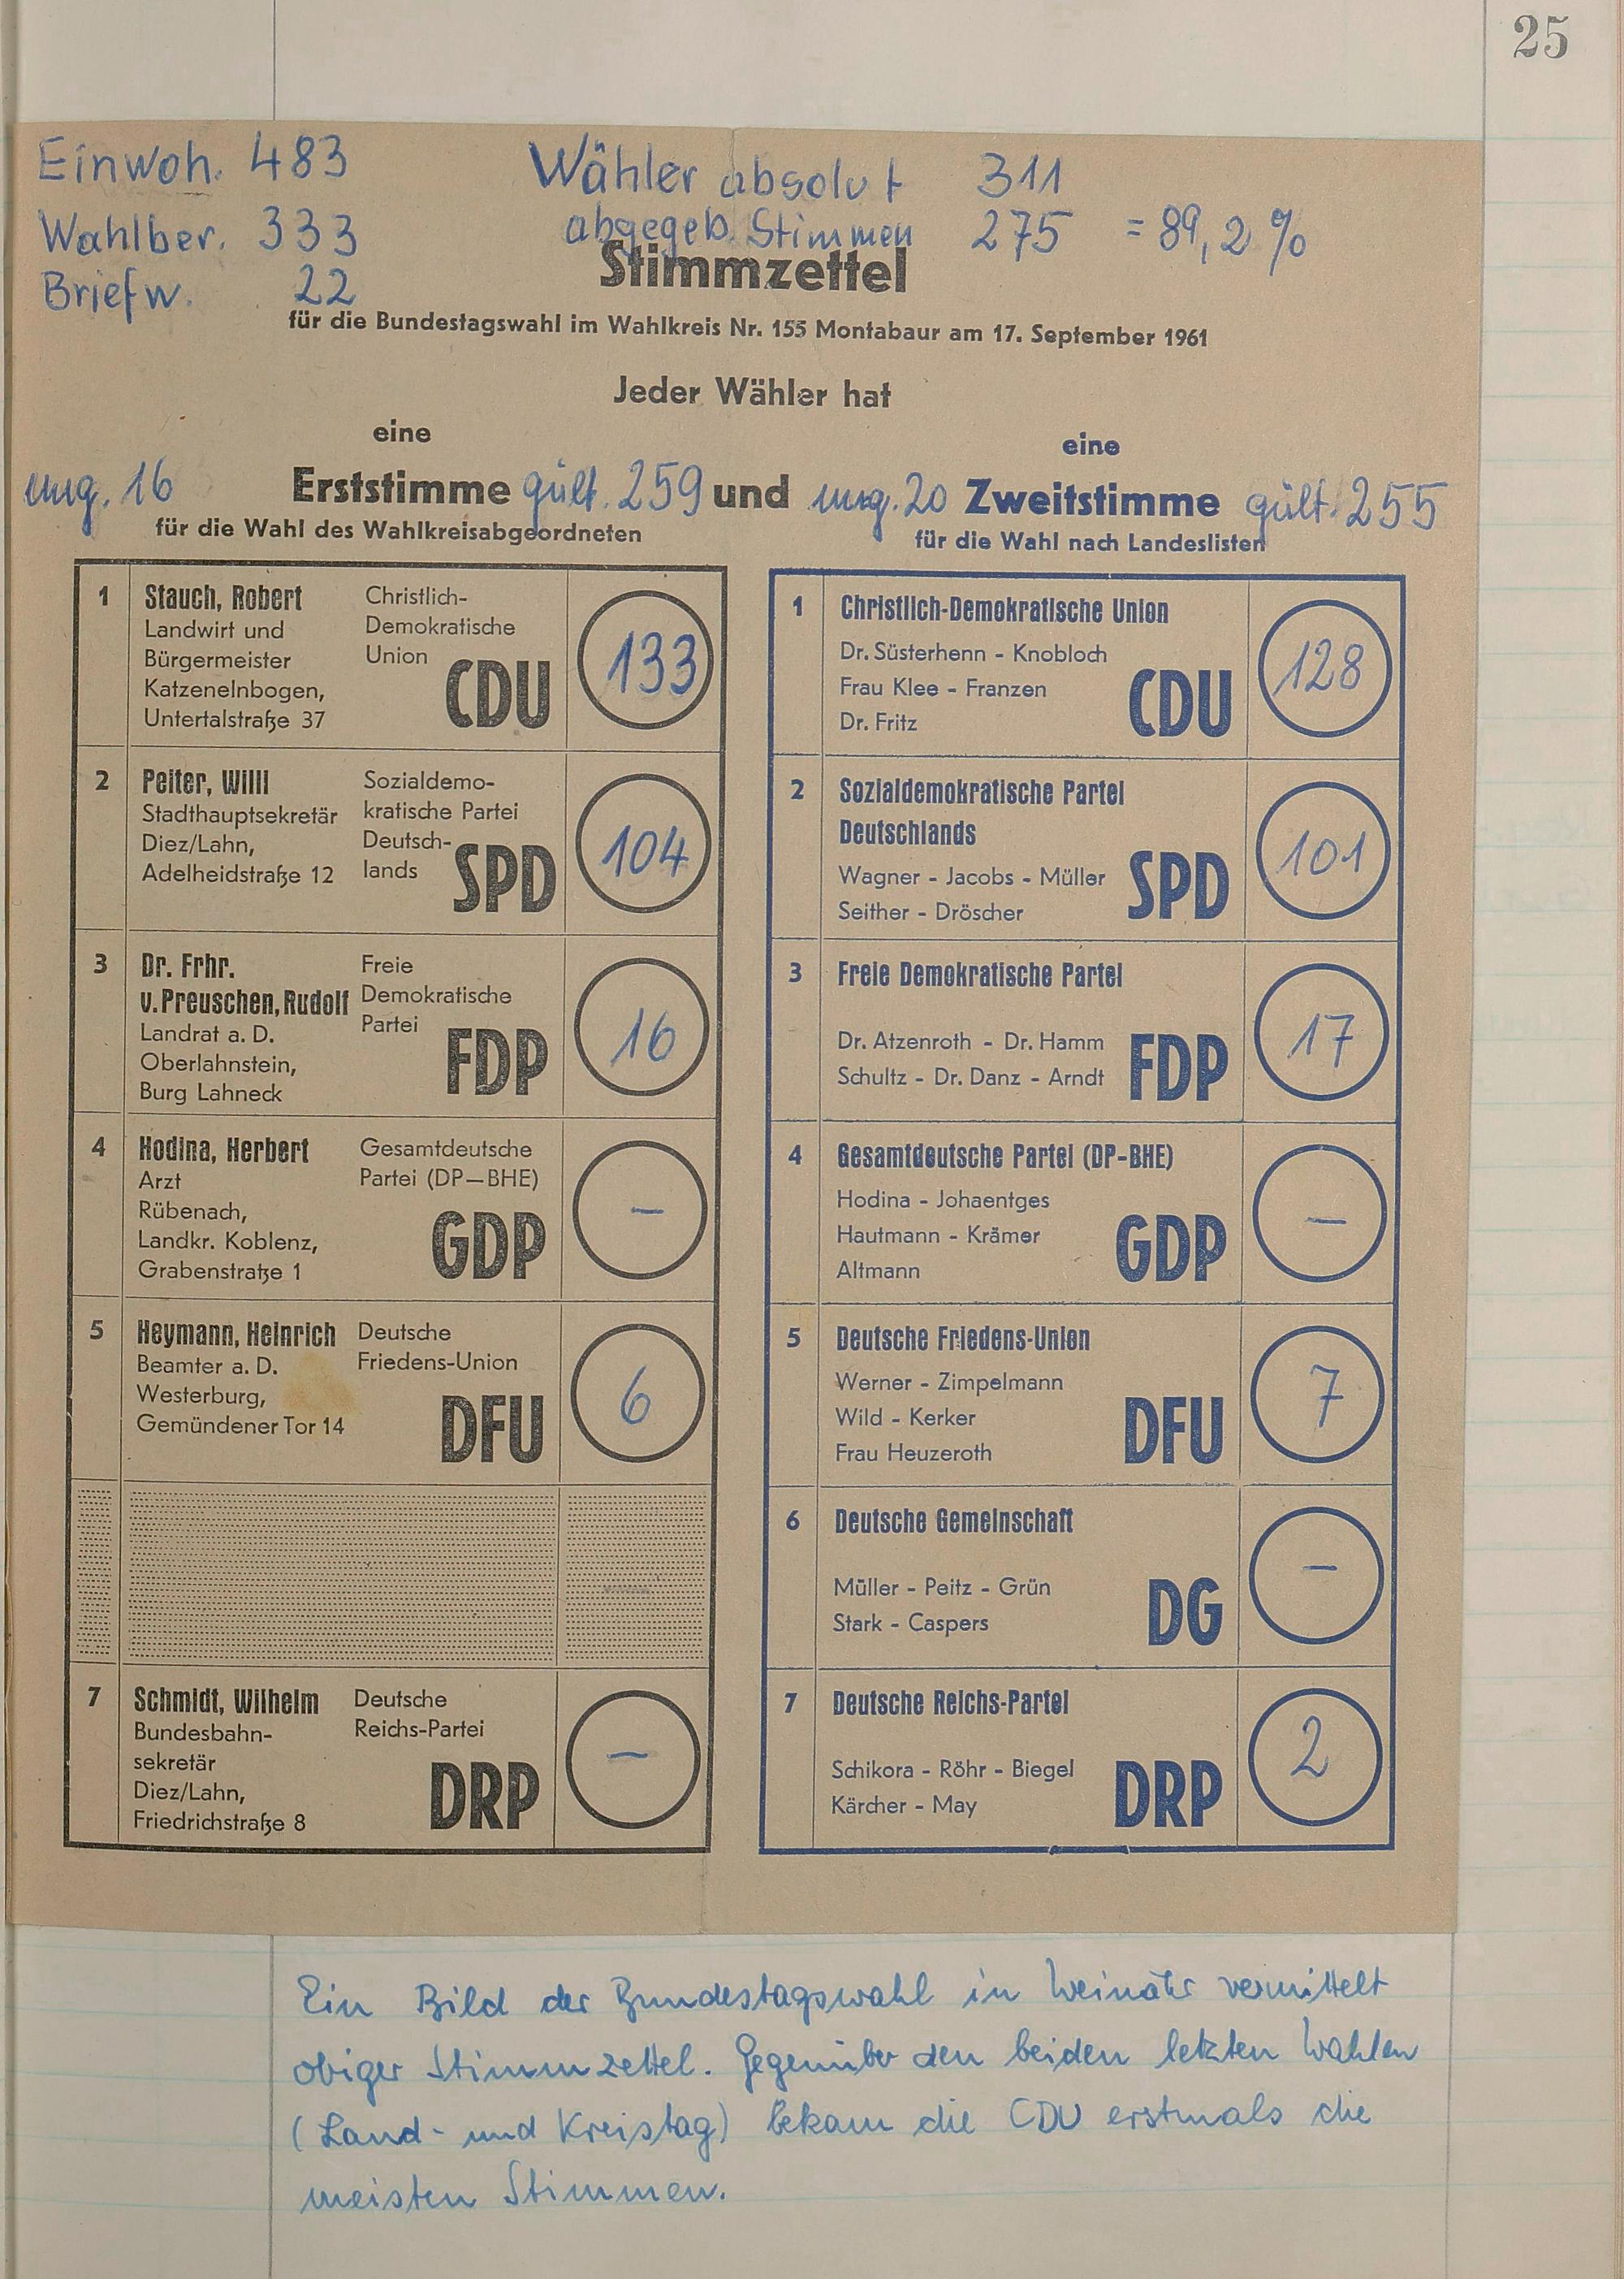 25
Einwoh. 483
Wähler absolut 311
Wahlber. 333
abgegeb. Stimmen 275 = 89,2 %
Briefw. 22
Stimmzettel
für die Bundestagswahl im Wahlkreis Nr. 155 Montabaur am 17. September 1961
Jeder Wähler hat
eine
eine
ung. 16 Erststimme gült. 259 und ung. 20 Zweitstimme gült. 255
für die Wahl des Wahlkreisabgeordneten
für die Wahl nach Landeslisten
1 Stauch, Robert
Landwirt und
Bürgermeister
Katzenelnbogen,
Untertalstraße 37
Christlich-
Demokratische
Union
CDU
133
2 Peiter, Willi
Stadthauptsekretär
Diez/Lahn,
Adelheidstraße 12
Sozialdemo-
kratische Partei
Deutsch-
lands
SPD
104
3 Dr. Frhr.
v. Preuschen, Rudolf
Landrat a. D.
Oberlahnstein,
Burg Lahneck
Freie
Demokratische
Partei
FDP
16
4 Hodina, Herbert
Arzt
Rübenach,
Landkr. Koblenz,
Grabenstraße 1
Gesamtdeutsche
Partei (DP—BHE)
GDP
—
5 Heymann, Heinrich
Beamter a. D.
Westerburg,
Gemündener Tor 14
Deutsche
Friedens-Union
DFU
6
7 Schmidt, Wilhelm
Bundesbahn-
sekretär
Diez/Lahn,
Friedrichstraße 8
Deutsche
Reichs-Partei
DRP
—
1 Christlich-Demokratische Union
Dr. Süsterhenn - Knobloch
Frau Klee - Franzen
Dr. Fritz
CDU
128
2 Sozialdemokratische Partei
Deutschlands
Wagner - Jacobs - Müller
Seither - Dröscher
SPD
101
3 Freie Demokratische Partei
Dr. Atzenroth - Dr. Hamm
Schultz - Dr. Danz - Arndt
FDP
17
4 Gesamtdeutsche Partei (DP-BHE)
Hodina - Johaentges
Hautmann - Krämer
Altmann
GDP
—
5 Deutsche Friedens-Union
Werner - Zimpelmann
Wild - Kerker
Frau Heuzeroth
DFU
7
6 Deutsche Gemeinschaft
Müller - Peitz - Grün
Stark - Caspers
DG
—
7 Deutsche Reichs-Partei
Schikora - Röhr - Biegel
Kärcher - May
DRP
2
Ein Bild der Bundestagswahl in Weinähr vermittelt
obiger Stimmzettel. Gegenüber den beiden letzten Wahlen
(Land- und Kreistag) bekam die CDU erstmals die
meisten Stimmen.